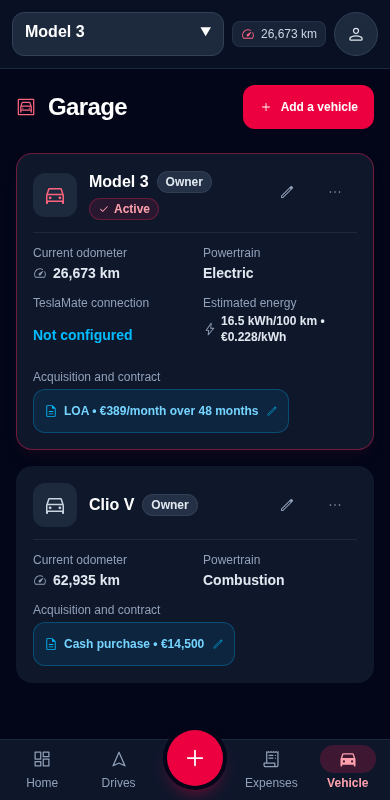 Model 3
26,673 km
Garage
Add a vehicle
Model 3
Owner
Active
Current odometer
Powertrain
26,673 km
Electric
TeslaMate connection
Estimated energy
Not configured
16.5 kWh/100 km •
€0.228/kWh
Acquisition and contract
LOA • €389/month over 48 months
Clio V
Owner
Current odometer
Powertrain
62,935 km
Combustion
Acquisition and contract
Cash purchase • €14,500
Home
Drives
Expenses
Vehicle